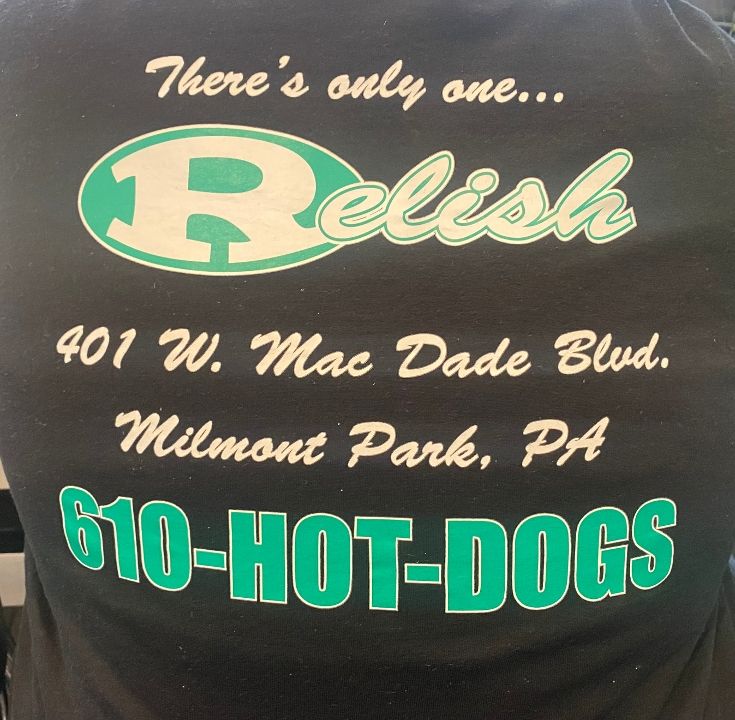 There's only one...
Relish
401 W. Mac Dade Blvd.
Milmont Park, PA
610-HOT-DOGS